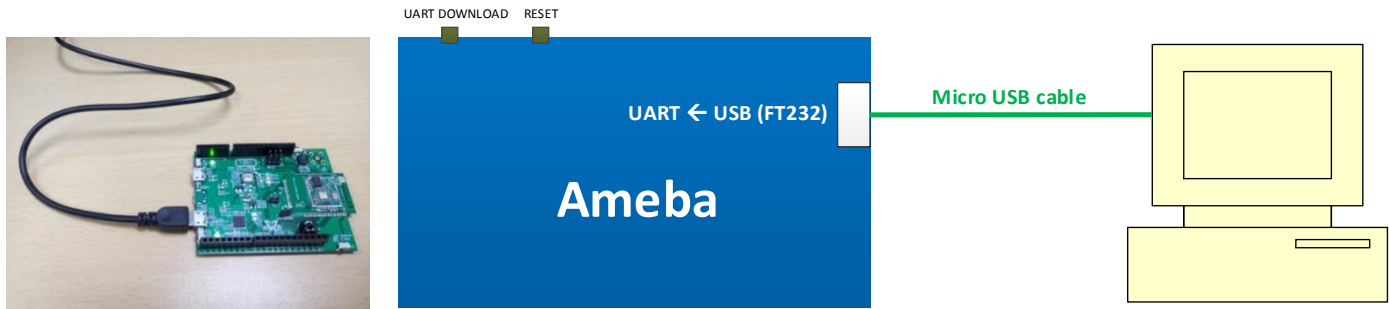 UART DOWNLOAD RESET
UART ← USB (FT232)
Micro USB cable
Ameba